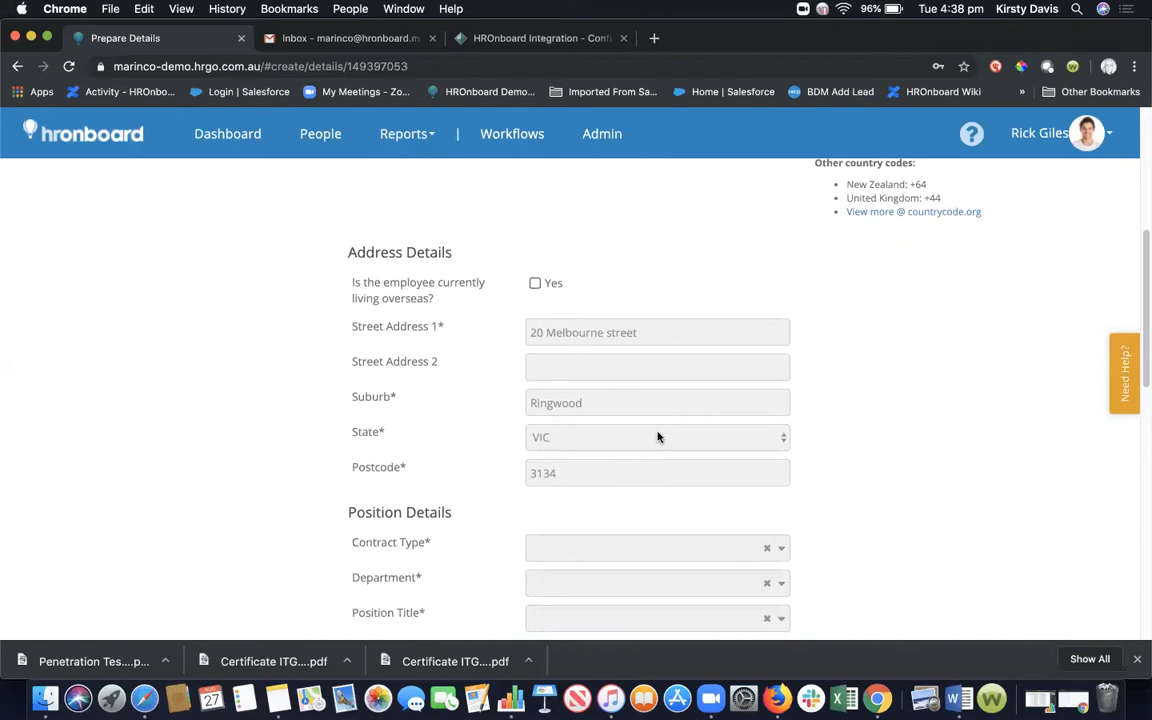 Chrome File Edit View History Bookmarks People Window Help 96% Tue 4:38 pm Kirsty Davis
Prepare Details Inbox - marinco@hronboard.m HROnboard Integration - Confi
marinco-demo.hrgo.com.au/#create/details/149397053
Apps Activity - HROnbo... Login | Salesforce My Meetings - Zo... HROnboard Demo... Imported From Sa... Home | Salesforce BDM Add Lead HROnboard Wiki » Other Bookmarks
hronboard Dashboard People Reports | Workflows Admin ? Rick Giles
Other country codes:
New Zealand: +64
United Kingdom: +44
View more @ countrycode.org
Address Details
Is the employee currently
living overseas?
Yes
Street Address 1* 20 Melbourne street
Street Address 2
Suburb* Ringwood
State* VIC
Postcode* 3134
Need Help?
Position Details
Contract Type*
Department*
Position Title*
Penetration Tes....p... Certificate ITG....pdf Certificate ITG....pdf Show All